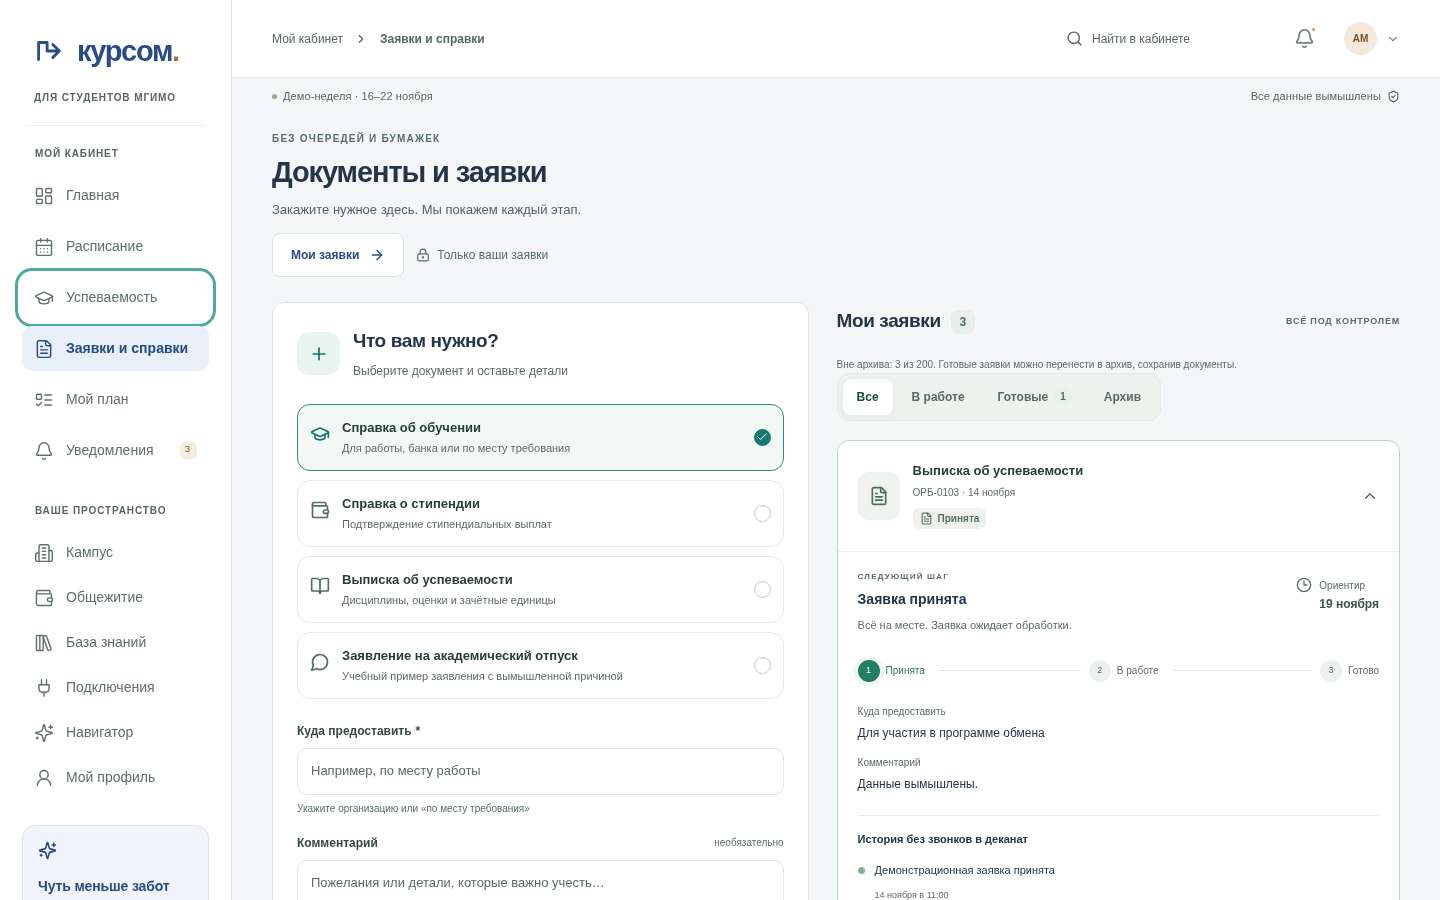 курсом.
ДЛЯ СТУДЕНТОВ МГИМО
МОЙ КАБИНЕТ
Главная
Расписание
Успеваемость
Заявки и справки
Мой план
Уведомления 3
ВАШЕ ПРОСТРАНСТВО
Кампус
Общежитие
База знаний
Подключения
Навигатор
Мой профиль
Чуть меньше забот
Мой кабинет Заявки и справки
Найти в кабинете
АМ
Демо-неделя · 16–22 ноября
Все данные вымышлены
БЕЗ ОЧЕРЕДЕЙ И БУМАЖЕК
Документы и заявки
Закажите нужное здесь. Мы покажем каждый этап.
Мои заявки
Только ваши заявки
Что вам нужно?
Выберите документ и оставьте детали
Справка об обучении
Для работы, банка или по месту требования
Справка о стипендии
Подтверждение стипендиальных выплат
Выписка об успеваемости
Дисциплины, оценки и зачётные единицы
Заявление на академический отпуск
Учебный пример заявления с вымышленной причиной
Куда предоставить *
Например, по месту работы
Укажите организацию или «по месту требования»
Комментарий необязательно
Пожелания или детали, которые важно учесть…
Мои заявки 3
ВСЁ ПОД КОНТРОЛЕМ
Вне архива: 3 из 200. Готовые заявки можно перенести в архив, сохранив документы.
Все В работе Готовые 1 Архив
Выписка об успеваемости
ОРБ-0103 · 14 ноября
Принята
СЛЕДУЮЩИЙ ШАГ
Заявка принята
Всё на месте. Заявка ожидает обработки.
Ориентир
19 ноября
1 Принята 2 В работе 3 Готово
Куда предоставить
Для участия в программе обмена
Комментарий
Данные вымышлены.
История без звонков в деканат
Демонстрационная заявка принята
14 ноября в 11:00